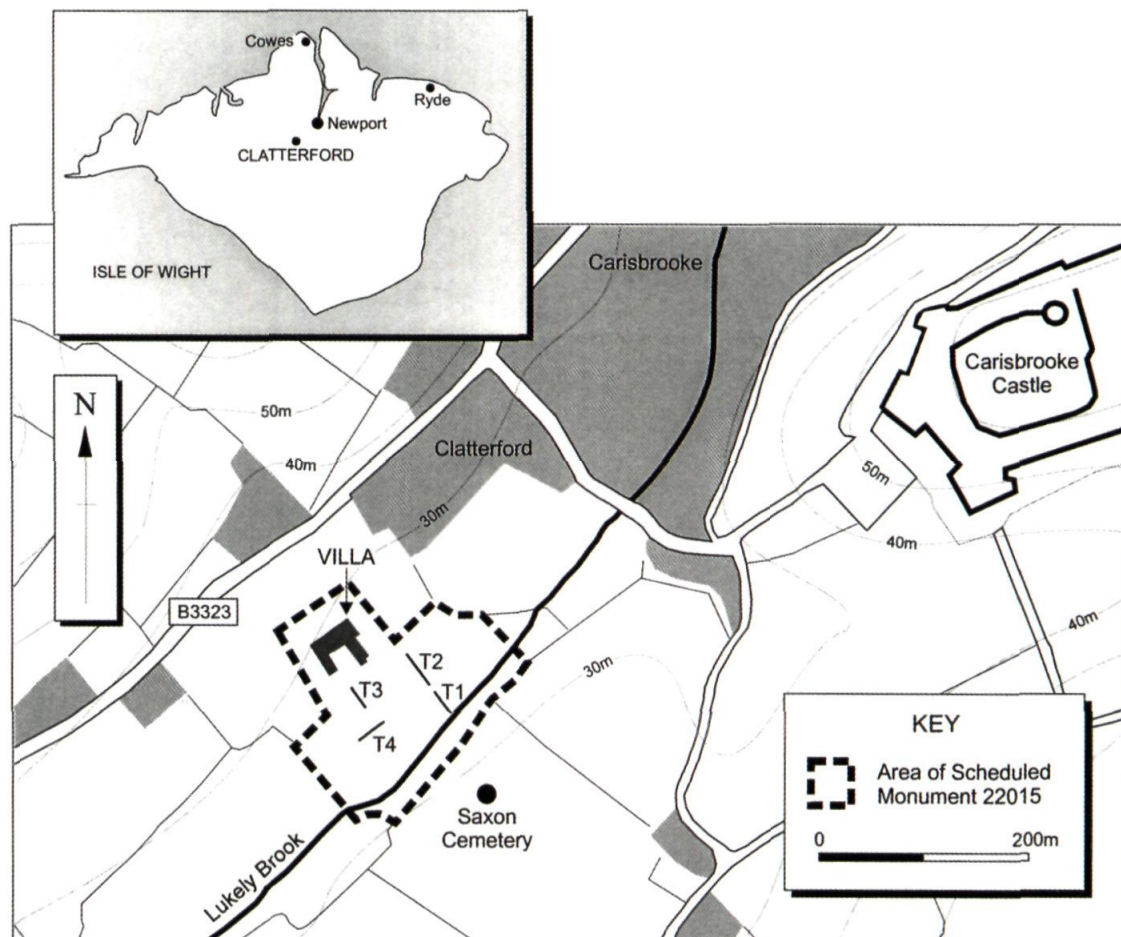 Cowes
Ryde
Newport
CLATTERFORD
ISLE OF WIGHT
Carisbrooke
Carisbrooke
Castle
N
50m
40m
Clatterford
50m
30m
40m
VILLA
B3323
T2
T1
T3
T4
30m
40m
Saxon
Cemetery
Lukely Brook
KEY
Area of Scheduled
Monument 22015
0 200m